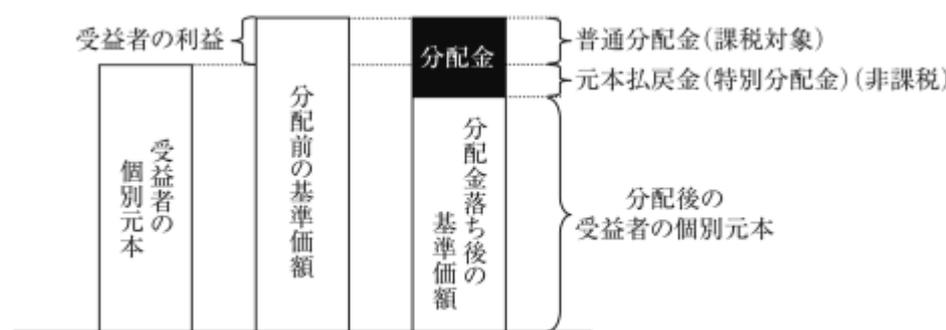 受益者の利益
受益者の
個別元本
分配前の基準価額
分配金
分配金落ち後の
基準価額
普通分配金(課税対象)
元本払戻金(特別分配金)(非課税)
分配後の
受益者の個別元本